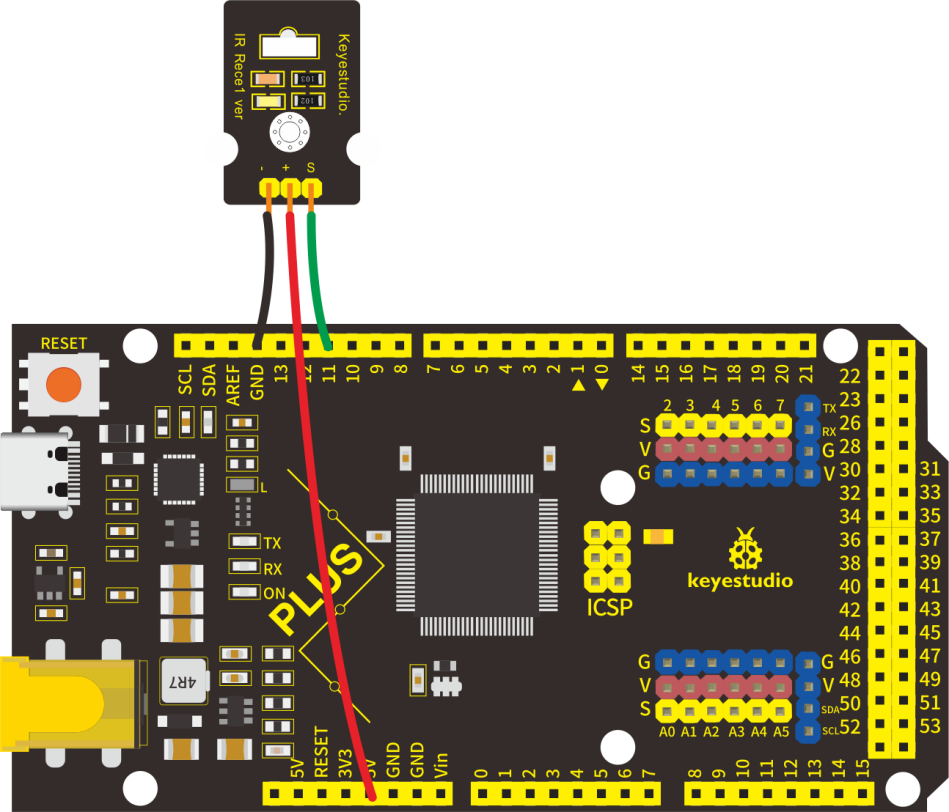 Keyestudio.
IR Rece1 ver
103
102
- + S
RESET
SCL
SDA
AREF
GND
13
12
11
10
9
8
7
6
5
4
3
2
1
0
14
15
16
17
18
19
20
21
22
23
26
28
30
32
34
36
38
40
42
44
46
48
50
52
31
33
35
37
39
41
43
45
47
49
51
53
2 3 4 5 6 7
S
V
G
TX
RX
G
V
L
TX
RX
ON
PLUS
ICSP
keyestudio
4R7
G
V
S
A0 A1 A2 A3 A4 A5
G
V
SDA
SCL
5V
RESET
3V3
5V
GND
GND
Vin
0
1
2
3
4
5
6
7
8
9
10
11
12
13
14
15